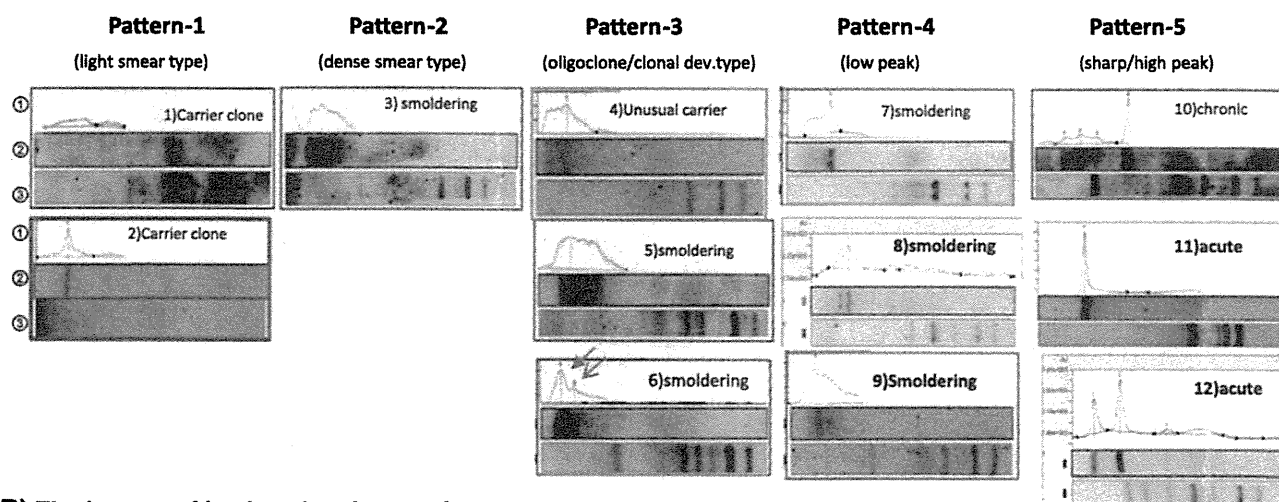 Pattern-1 Pattern-2 Pattern-3 Pattern-4 Pattern-5
(light smear type) (dense smear type) (oligoclone/clonal dev.type) (low peak) (sharp/high peak)
① 1)Carrier clone 3) smoldering 4)Unusual carrier 7)smoldering 10)chronic
②
③
① 2)Carrier clone 5)smoldering 8)smoldering 11)acute
②
③
6)smoldering 9)Smoldering 12)acute